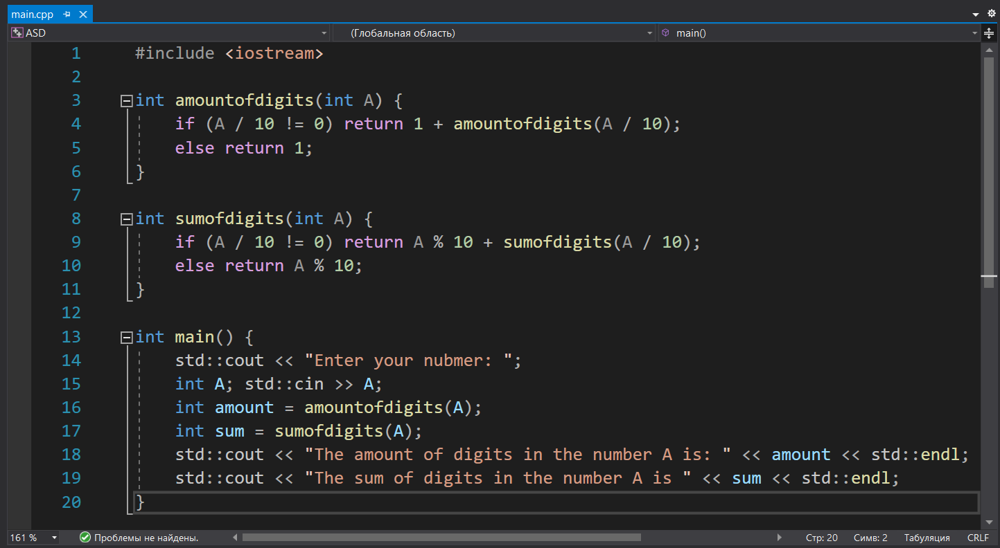 main.cpp
ASD (Глобальная область) main()
1 #include <iostream>
2
3 int amountofdigits(int A) {
4 if (A / 10 != 0) return 1 + amountofdigits(A / 10);
5 else return 1;
6 }
7
8 int sumofdigits(int A) {
9 if (A / 10 != 0) return A % 10 + sumofdigits(A / 10);
10 else return A % 10;
11 }
12
13 int main() {
14 std::cout << "Enter your nubmer: ";
15 int A; std::cin >> A;
16 int amount = amountofdigits(A);
17 int sum = sumofdigits(A);
18 std::cout << "The amount of digits in the number A is: " << amount << std::endl;
19 std::cout << "The sum of digits in the number A is " << sum << std::endl;
20 }
161 % Проблемы не найдены. Стр: 20 Симв: 2 Табуляция CRLF